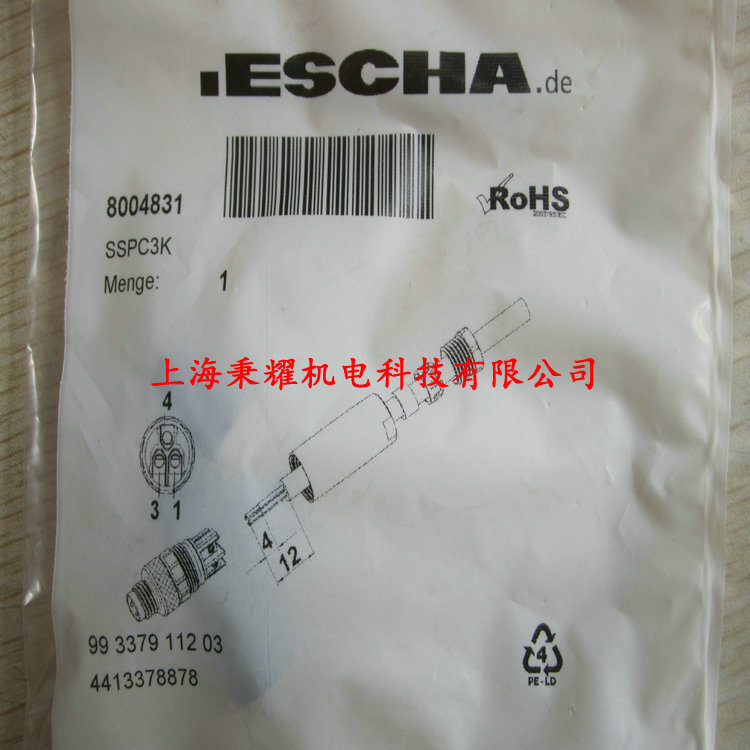 ESCHA.de
8004831
RoHS
2002/95/EC
SSPC3K
Menge: 1
上海秉耀机电科技有限公司
4
3 1
4
12
99 3379 112 03
4413378878
4
PE-LD